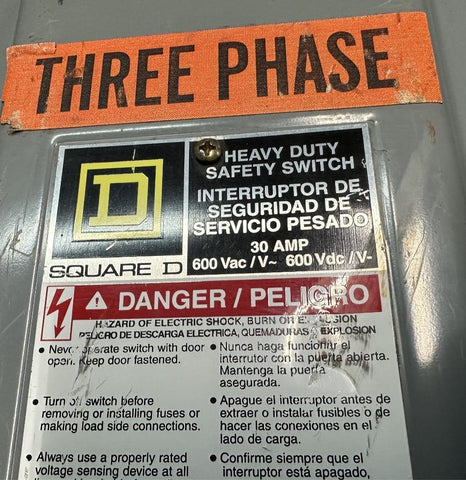 THREE PHASE
D
SQUARE D
HEAVY DUTY
SAFETY SWITCH
INTERRUPTOR DE
SEGURIDAD DE
SERVICIO PESADO
30 AMP
600 Vac / V~ 600 Vdc / V-
DANGER / PELIGRO
HAZARD OF ELECTRIC SHOCK, BURN OR
PELIGRO DE DESCARGA ELECTRICA, QUEMADURAS EXPLOSION
• Never operate switch with door
open. Keep door fastened.
• Turn off switch before
removing or installing fuses or
making load side connections.
• Always use a properly rated
voltage sensing device at all
• Nunca haga funcionar el
interrutor con la puerta abierta.
Mantenga la puerta
asegurada.
• Apague el interruptor antes de
extraer o instalar fusibles o de
hacer las conexiones en el
lado de carga.
• Confirme siempre que el
interruptor está apagado,